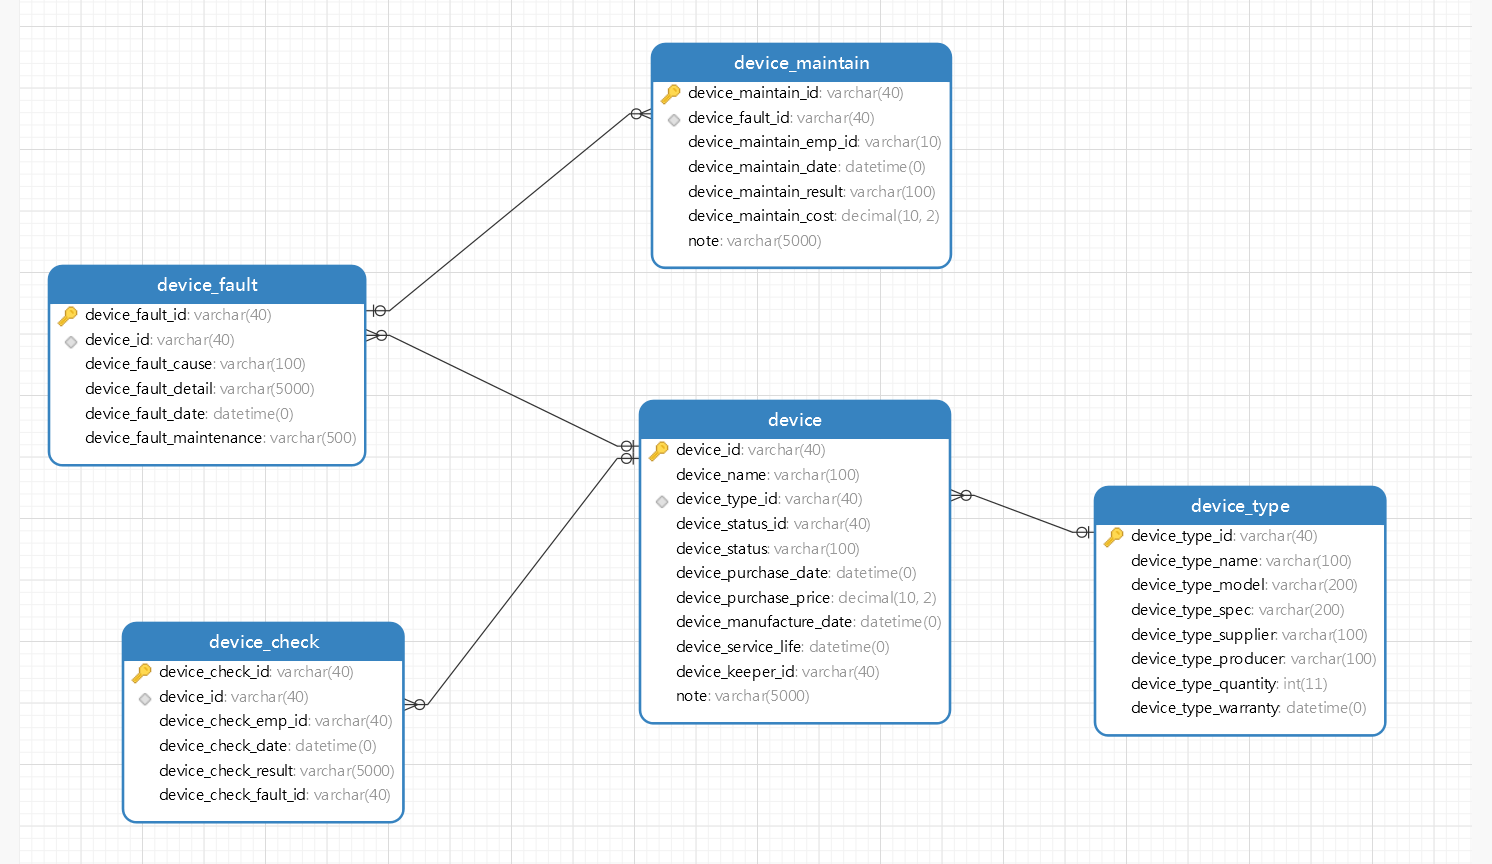 device_maintain
device_maintain_id: varchar(40)
device_fault_id: varchar(40)
device_maintain_emp_id: varchar(10)
device_maintain_date: datetime(0)
device_maintain_result: varchar(100)
device_maintain_cost: decimal(10, 2)
note: varchar(5000)
device_fault
device_fault_id: varchar(40)
device_id: varchar(40)
device_fault_cause: varchar(100)
device_fault_detail: varchar(5000)
device_fault_date: datetime(0)
device_fault_maintenance: varchar(500)
device
device_id: varchar(40)
device_name: varchar(100)
device_type_id: varchar(40)
device_status_id: varchar(40)
device_status: varchar(100)
device_purchase_date: datetime(0)
device_purchase_price: decimal(10, 2)
device_manufacture_date: datetime(0)
device_service_life: datetime(0)
device_keeper_id: varchar(40)
note: varchar(5000)
device_type
device_type_id: varchar(40)
device_type_name: varchar(100)
device_type_model: varchar(200)
device_type_spec: varchar(200)
device_type_supplier: varchar(100)
device_type_producer: varchar(100)
device_type_quantity: int(11)
device_type_warranty: datetime(0)
device_check
device_check_id: varchar(40)
device_id: varchar(40)
device_check_emp_id: varchar(40)
device_check_date: datetime(0)
device_check_result: varchar(5000)
device_check_fault_id: varchar(40)